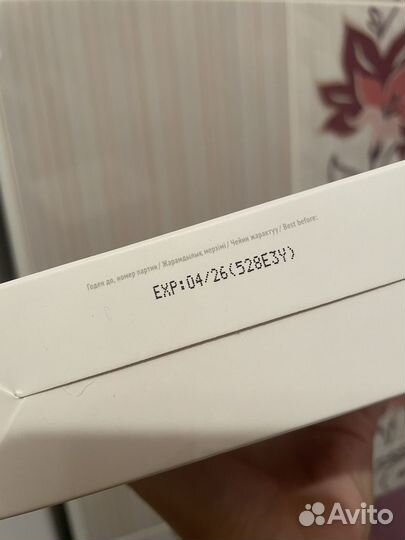 Годен до, номер партии / Жарамдылық мерзімі / Чейин жарактуу / Best before:
EXP:04/26(528E3Y)
Avito